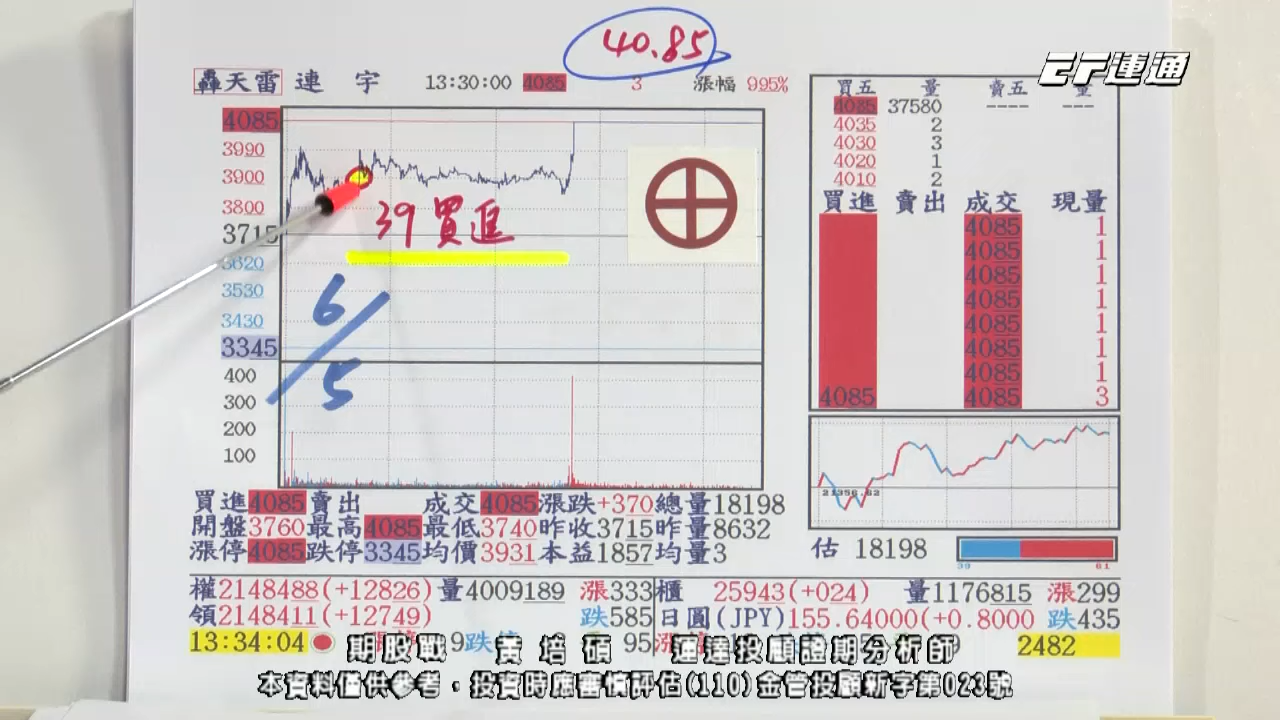 40.85
EF運通
轟天雷 連 宇 13:30:00 4085 3 漲幅 995%
買五 量 賣五 量
4085 37580 ---- ---
4035 2
4030 3
4020 1
4010 2
買進 賣出 成交 現量
4085 1
4085 1
4085 1
4085 1
4085 1
4085 1
4085 1
4085 4085 3
4085
3990
3900
3800
3715
3620
3530
3430
3345
400
300
200
100
39買進
6/5
21356.82
估 18198
39 61
買進4085賣出 成交4085漲跌+370總量18198
開盤3760最高4085最低3740昨收3715昨量8632
漲停4085跌停3345均價3931本益1857均量3
權2148488(+12826)量4009189 漲333櫃 25943(+024) 量1176815 漲299
領2148411(+12749) 跌585日圓(JPY)155.64000(+0.8000 跌435
13:34:04 9跌 95 2482
期股戰 黃培碩 運達投顧證期分析師
本資料僅供參考，投資時應審慎評估(110)金管投顧新字第023號